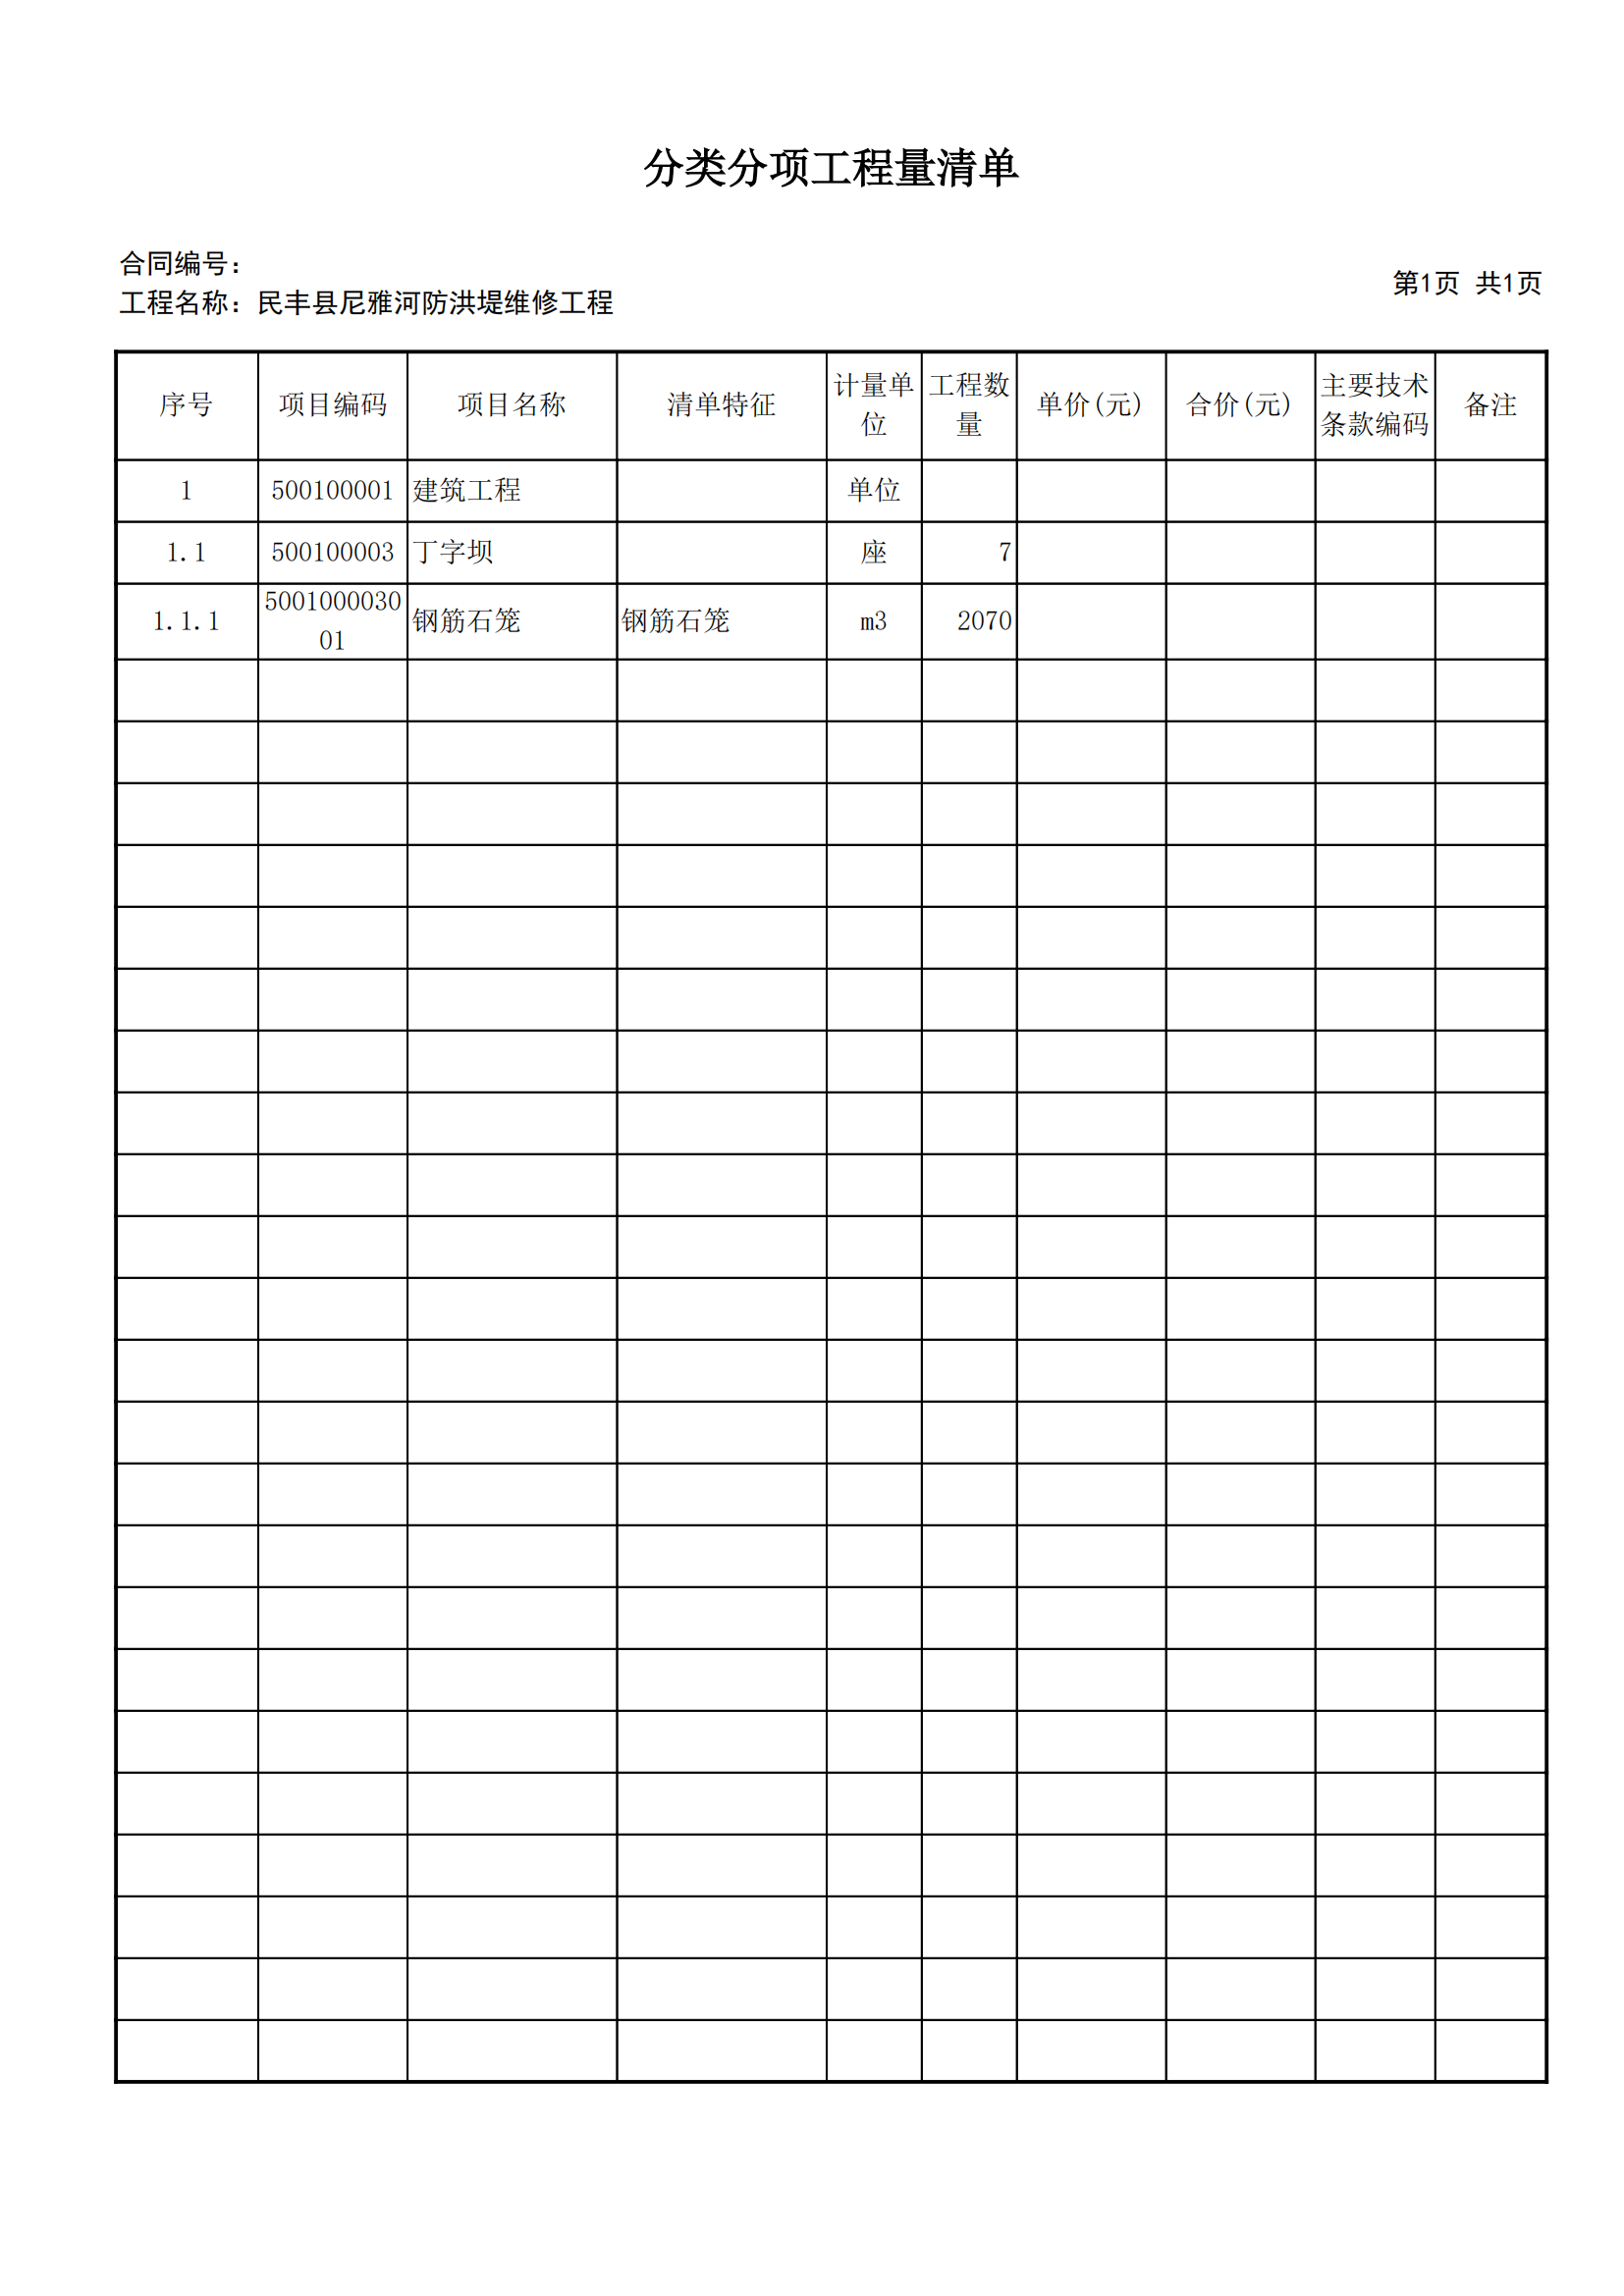 分类分项工程量清单
合同编号：
第1页 共1页
工程名称：民丰县尼雅河防洪堤维修工程
序号 项目编码 项目名称 清单特征 计量单位 工程数量 单价(元) 合价(元) 主要技术条款编码 备注
1 500100001 建筑工程 单位
1.1 500100003 丁字坝 座 7
1.1.1 500100003001 钢筋石笼 钢筋石笼 m3 2070